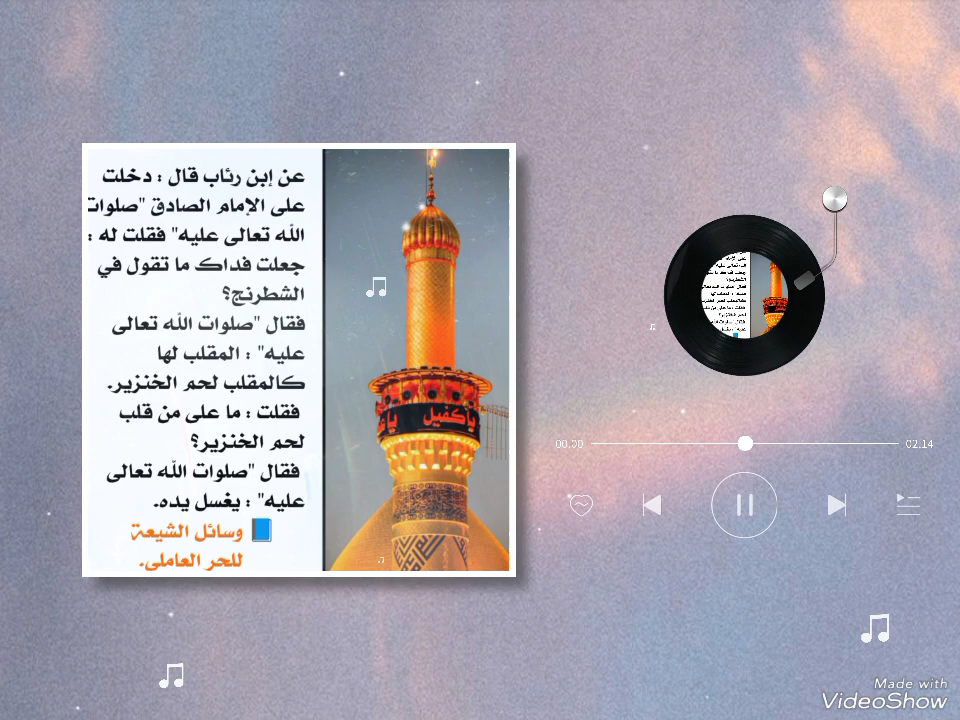 عن إبن رئاب قال : دخلت
على الإمام الصادق "صلوات
الله تعالى عليه" فقلت له :
جعلت فداك ما تقول في
الشطرنج؟
فقال "صلوات الله تعالى
عليه" : المقلب لها
كالمقلب لحم الخنزير.
فقلت : ما على من قلب
لحم الخنزير؟
فقال "صلوات الله تعالى
عليه" : يغسل يده.
وسائل الشيعة
للحر العاملي.
ياكفيل
00.00
02.14
Made with
VideoShow